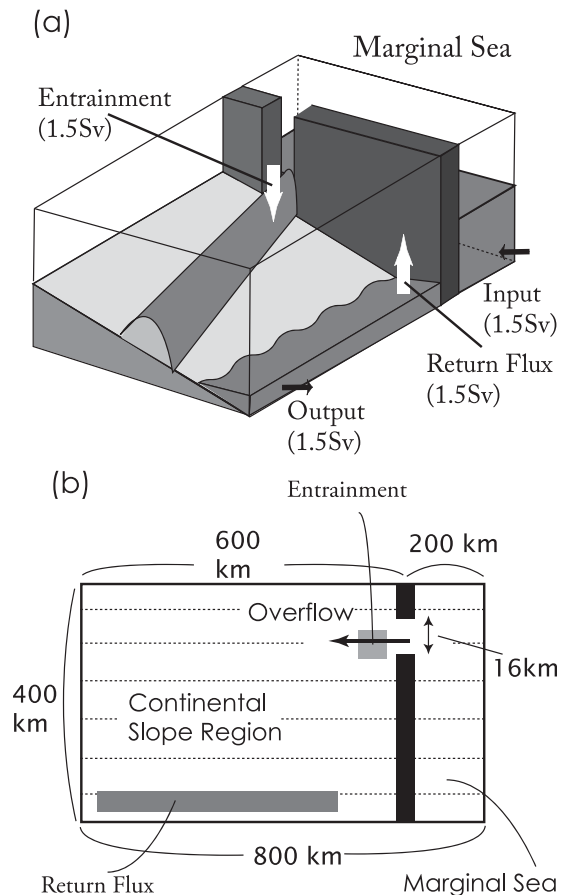 (a)
Marginal Sea
Entrainment
(1.5Sv)
Input
(1.5Sv)
Return Flux
(1.5Sv)
Output
(1.5Sv)
(b)
Entrainment
600
km
200 km
Overflow
16km
400
km
Continental
Slope Region
800 km
Return Flux
Marginal Sea